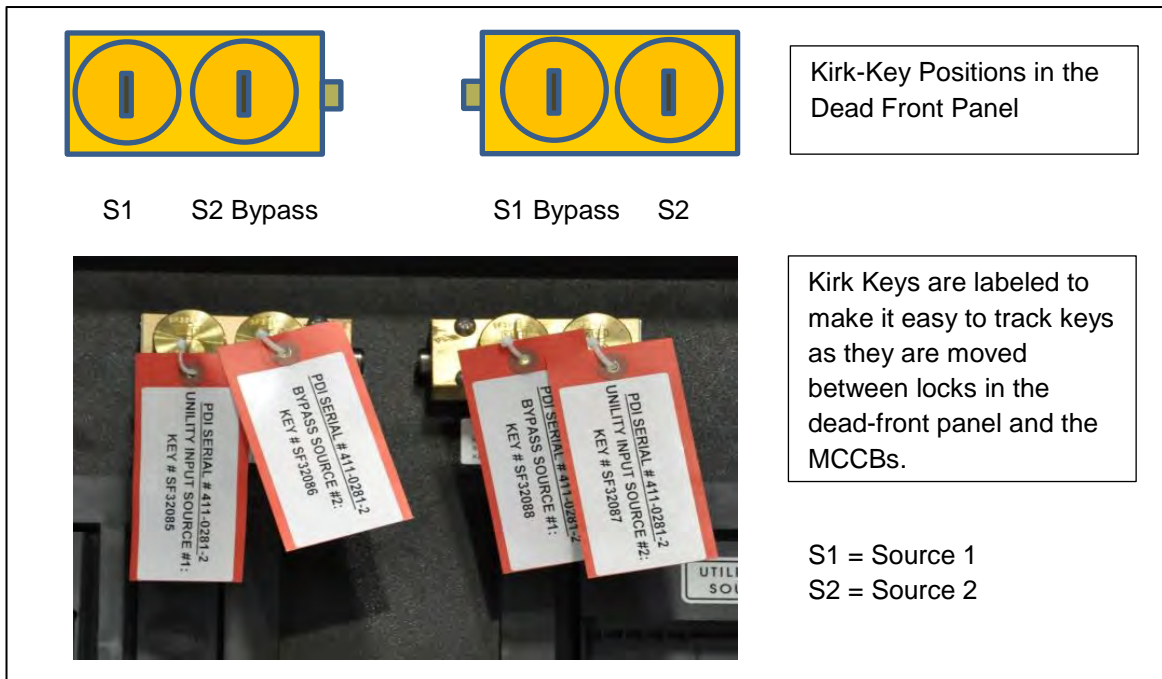 Kirk-Key Positions in the
Dead Front Panel
S1
S2 Bypass
S1 Bypass
S2
PDI SERIAL # 411-0281-2
UNILITY INPUT SOURCE #1:
KEY # SF32085
PDI SERIAL # 411-0281-2
BYPASS SOURCE #2:
KEY # SF32086
PDI SERIAL # 411-0281-2
BYPASS SOURCE #1:
KEY # SF32088
PDI SERIAL # 411-0281-2
UNILITY INPUT SOURCE #2:
KEY # SF32087
UTIL
SOU
Kirk Keys are labeled to
make it easy to track keys
as they are moved
between locks in the
dead-front panel and the
MCCBs.
S1 = Source 1
S2 = Source 2